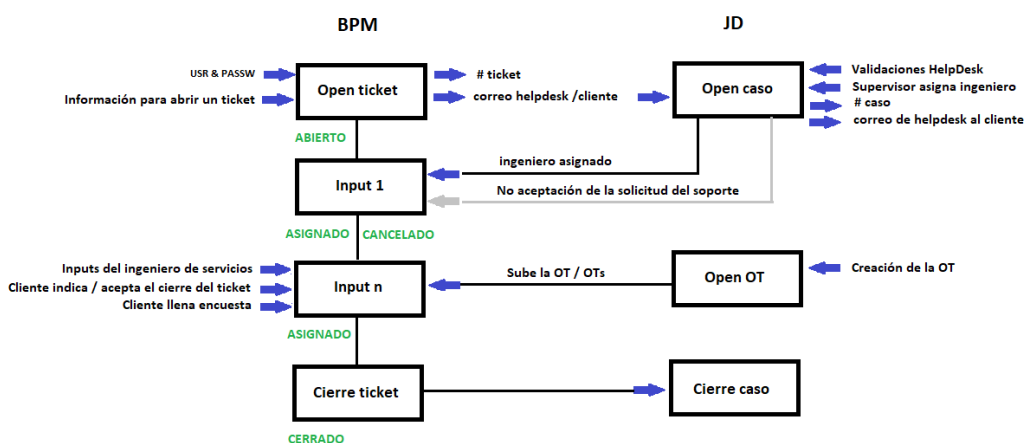 BPM
JD
USR & PASSW
Información para abrir un ticket
Open ticket
# ticket
correo helpdesk /cliente
Open caso
Validaciones HelpDesk
Supervisor asigna ingeniero
# caso
correo de helpdesk al cliente
ABIERTO
Input 1
ingeniero asignado
No aceptación de la solicitud del soporte
ASIGNADO
CANCELADO
Inputs del ingeniero de servicios
Cliente indica / acepta el cierre del ticket
Cliente llena encuesta
Input n
Sube la OT / OTs
Open OT
Creación de la OT
ASIGNADO
Cierre ticket
Cierre caso
CERRADO